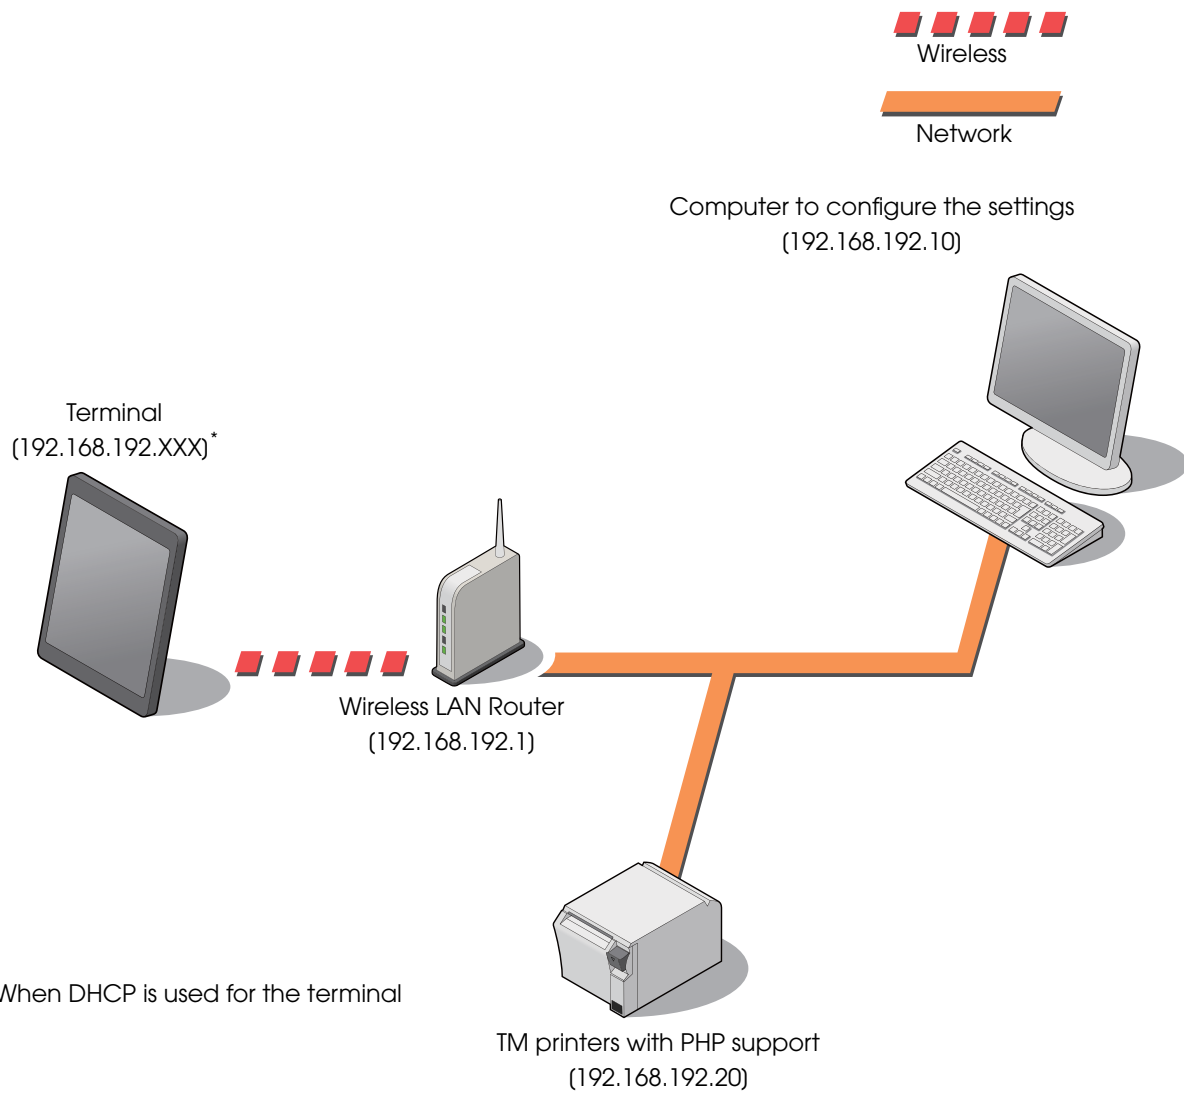 Wireless
Network
Computer to configure the settings
(192.168.192.10)
Terminal
(192.168.192.XXX)*
Wireless LAN Router
(192.168.192.1)
When DHCP is used for the terminal
TM printers with PHP support
(192.168.192.20)